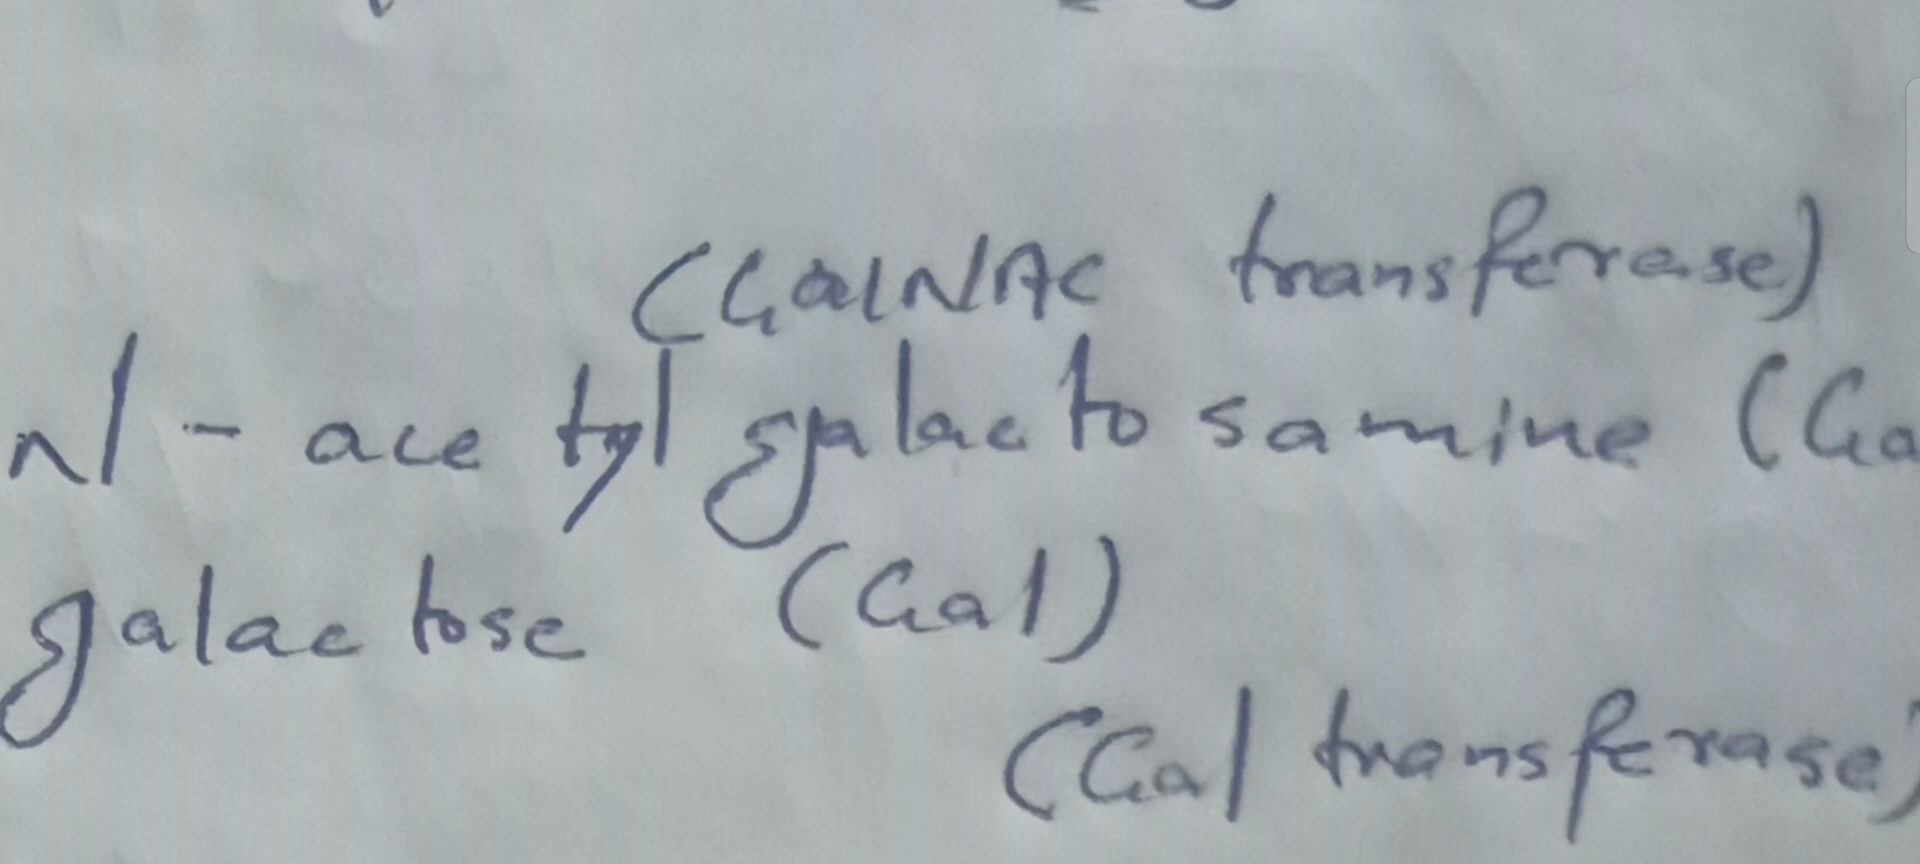 (GalNAc transferase)
N - acetyl galactosamine (Ga
galactose (Gal)
(Gal transferase)